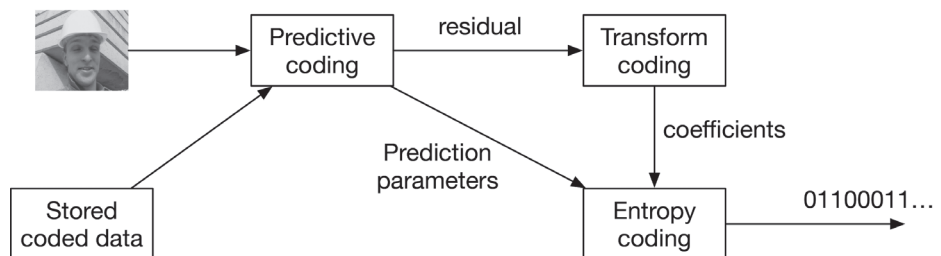 Predictive
coding
residual
Transform
coding
coefficients
Prediction
parameters
Stored
coded data
Entropy
coding
01100011...